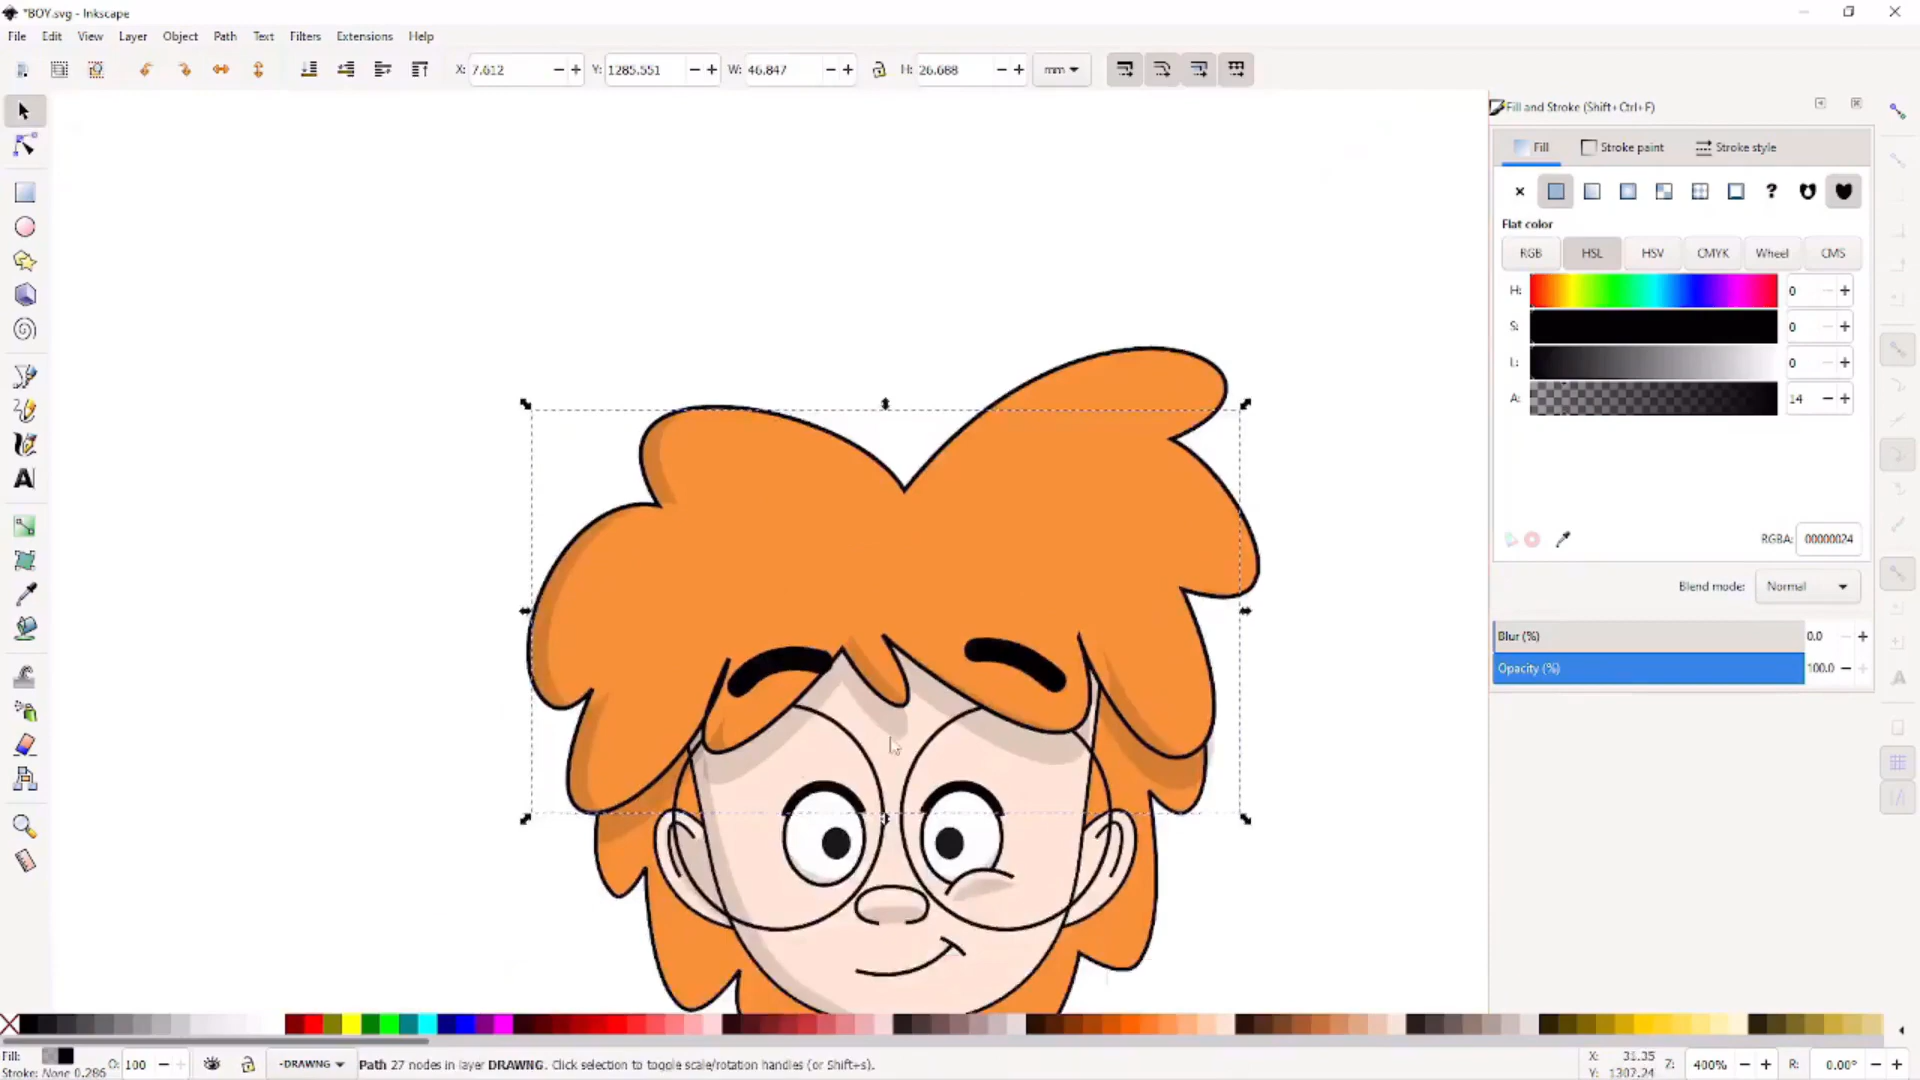 *BOY.svg - Inkscape
File Edit View Layer Object Path Text Filters Extensions Help
X: 7.612 Y: 1285.551 W: 46.847 H: 26.688 mm
Fill and Stroke (Shift+Ctrl+F)
Fill Stroke paint Stroke style
Flat color
RGB HSL HSV CMYK Wheel CMS
H: 0
S: 0
L: 0
A: 14
RGBA: 00000024
Blend mode: Normal
Blur (%) 0.0
Opacity (%) 100.0
Fill: O: 100 -DRAWNG Path 27 nodes in layer DRAWNG. Click selection to toggle scale/rotation handles (or Shift+s). X: 31.35 Z: 400% R: 0.00°
Stroke: None 0.286 Y: 1307.24